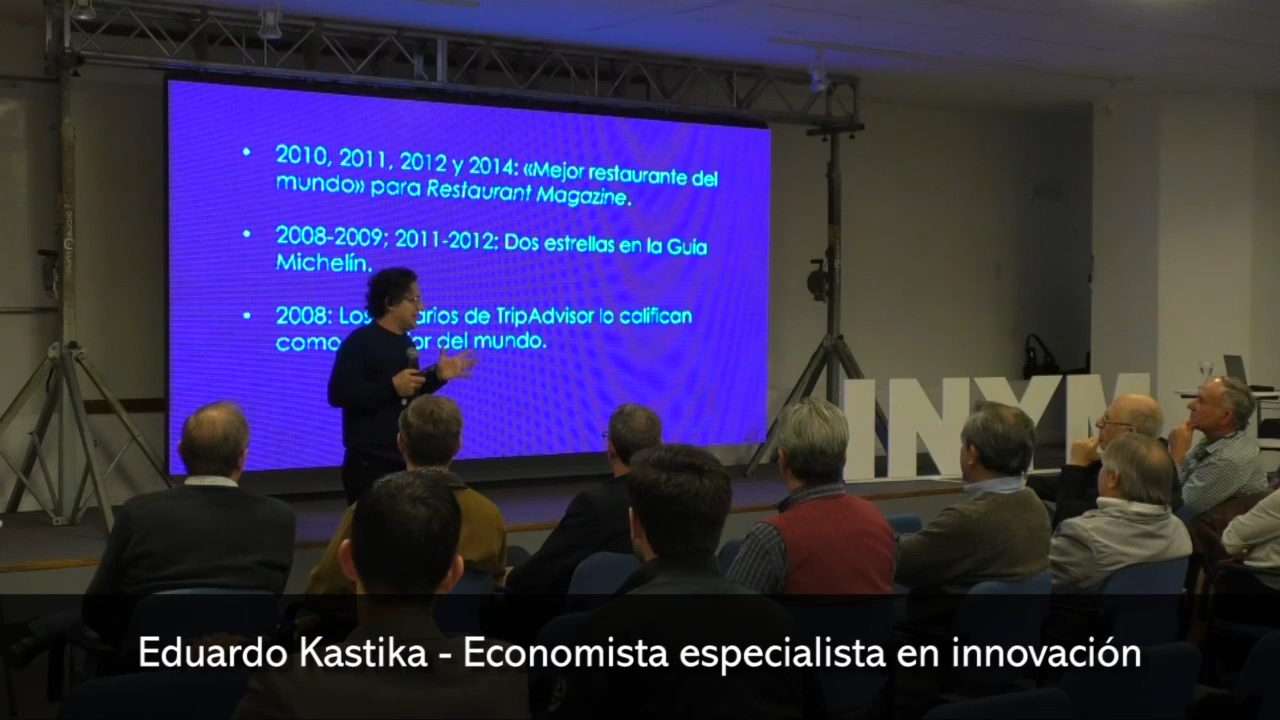 • 2010, 2011, 2012 y 2014: «Mejor restaurante del
mundo» para Restaurant Magazine.
• 2008-2009; 2011-2012: Dos estrellas en la Guía
Michelín.
• 2008: Los arios de TripAdvisor lo califican
como or del mundo.
INYM
Eduardo Kastika - Economista especialista en innovación